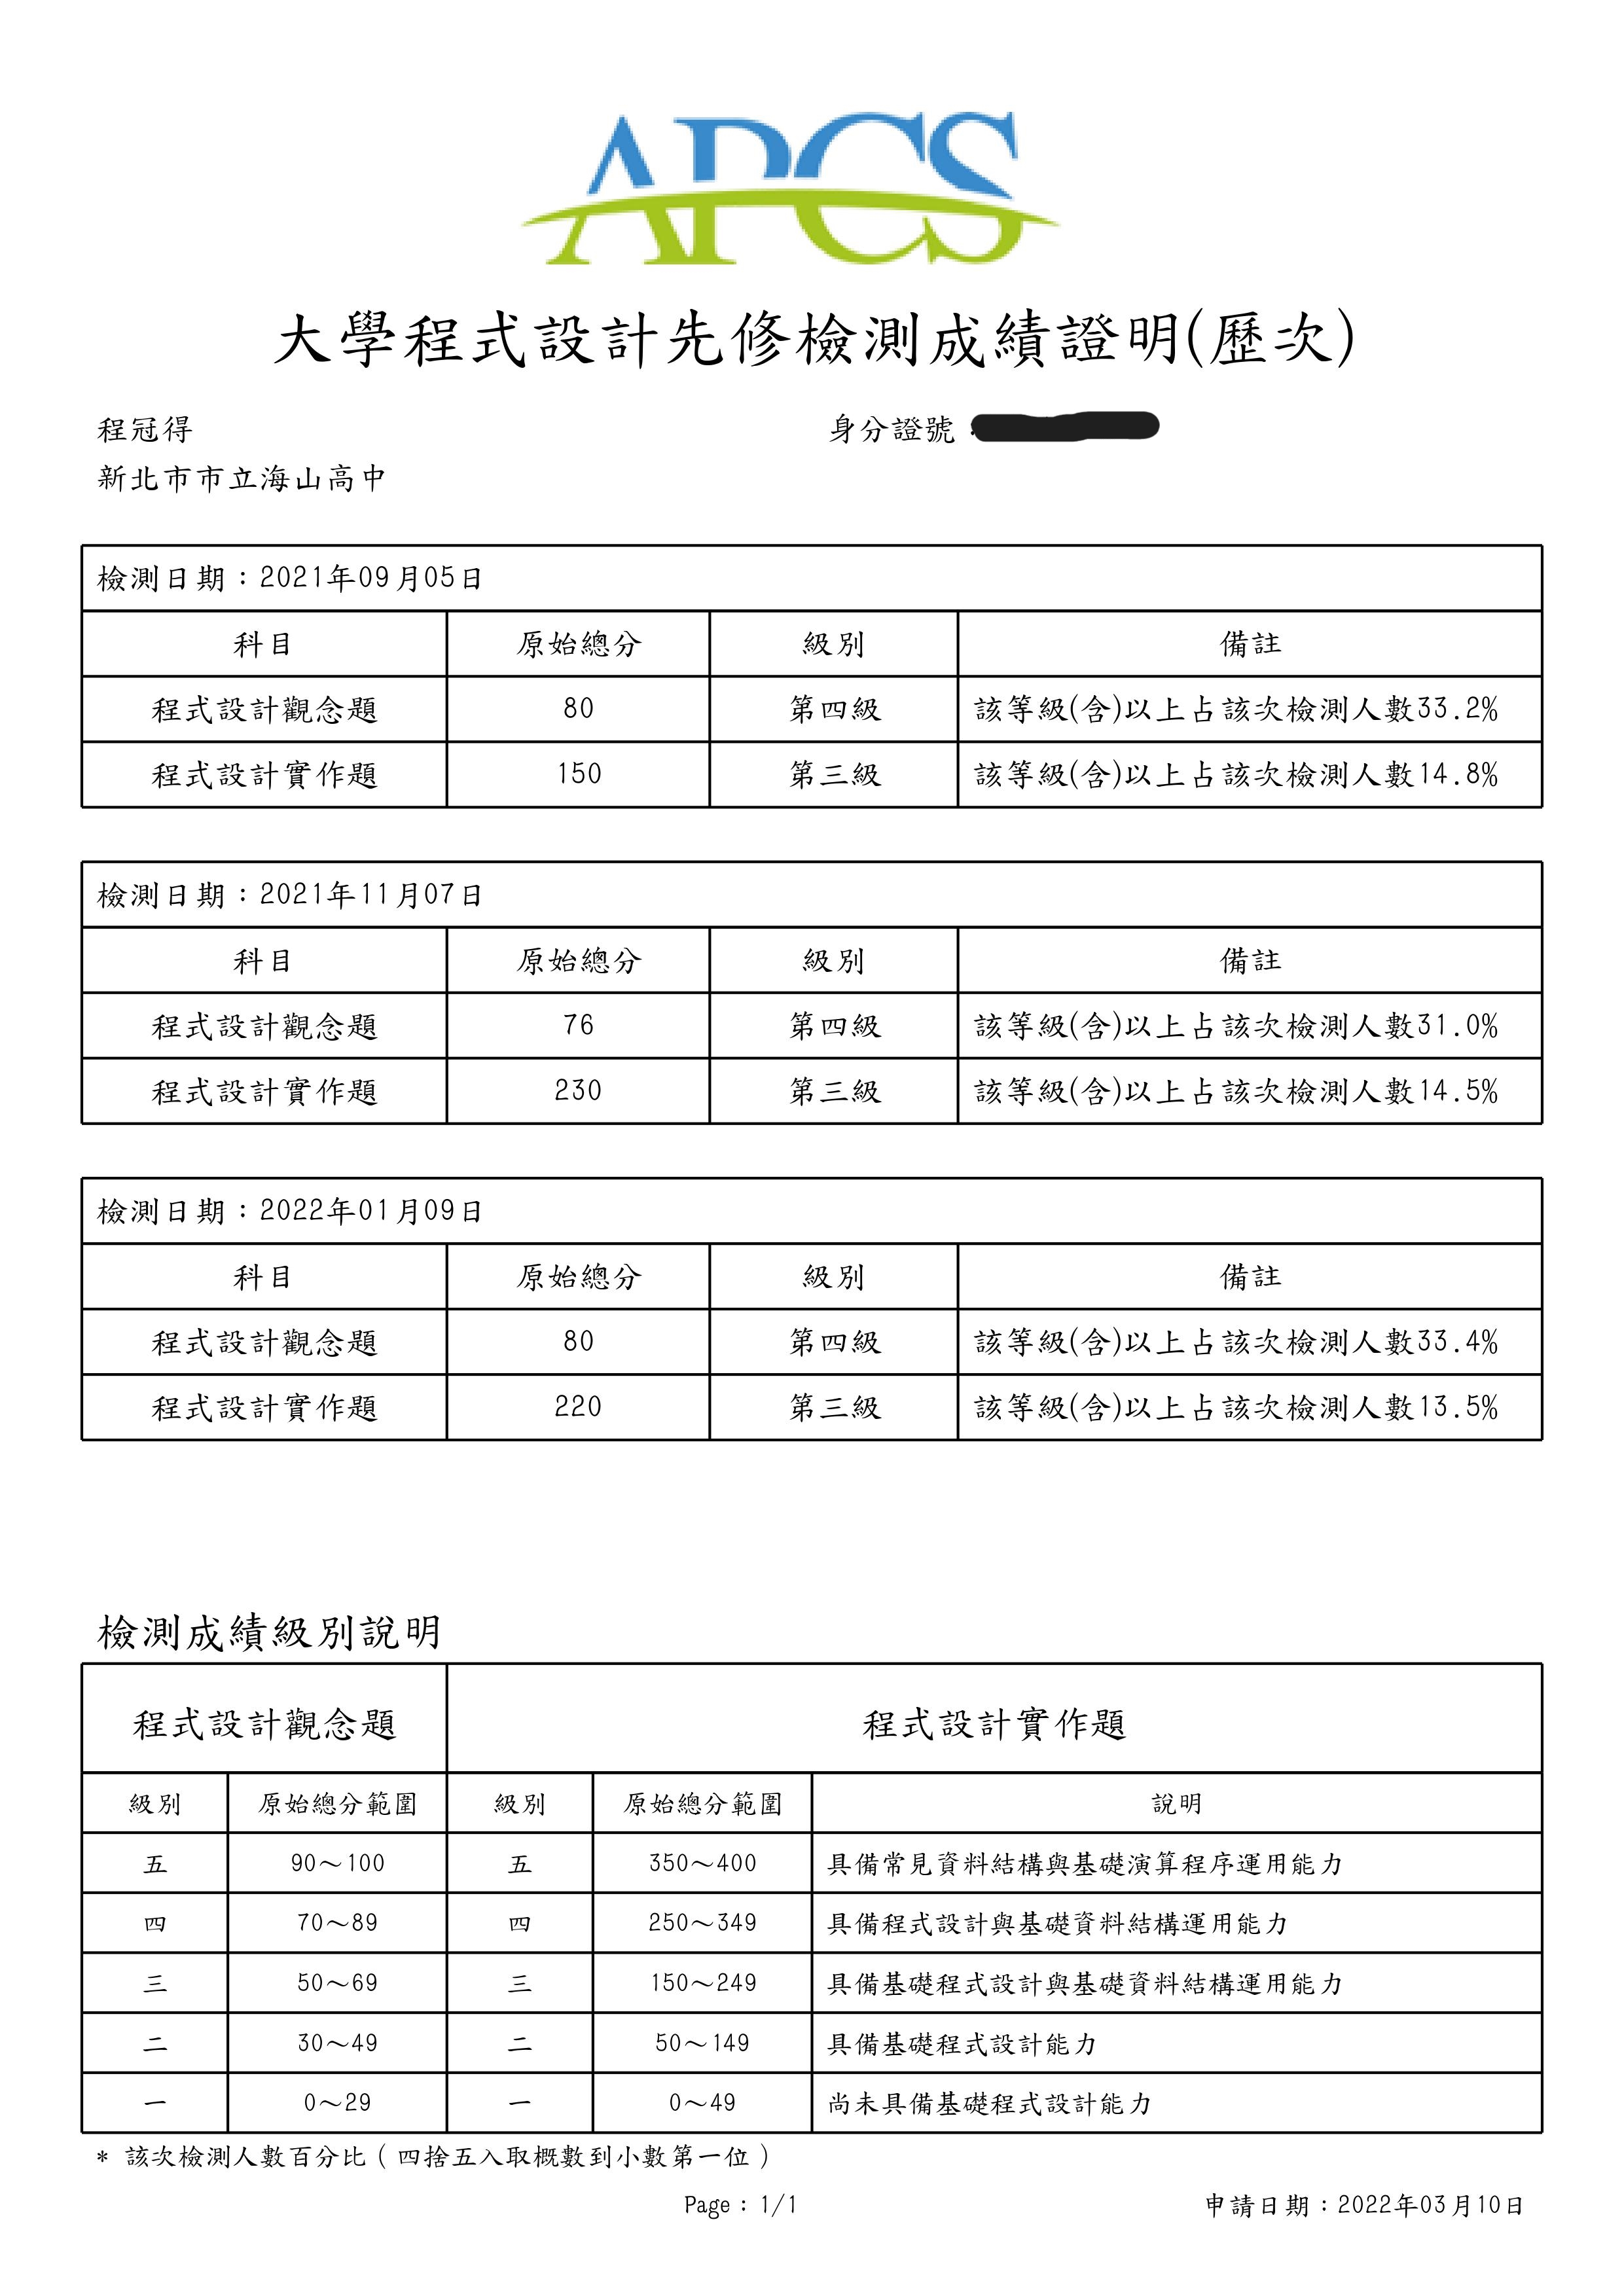 APCS
大學程式設計先修檢測成績證明(歷次)
程冠得 身分證號：
新北市市立海山高中
檢測日期：2021年09月05日
科目 原始總分 級別 備註
程式設計觀念題 80 第四級 該等級(含)以上占該次檢測人數33.2%
程式設計實作題 150 第三級 該等級(含)以上占該次檢測人數14.8%
檢測日期：2021年11月07日
科目 原始總分 級別 備註
程式設計觀念題 76 第四級 該等級(含)以上占該次檢測人數31.0%
程式設計實作題 230 第三級 該等級(含)以上占該次檢測人數14.5%
檢測日期：2022年01月09日
科目 原始總分 級別 備註
程式設計觀念題 80 第四級 該等級(含)以上占該次檢測人數33.4%
程式設計實作題 220 第三級 該等級(含)以上占該次檢測人數13.5%
檢測成績級別說明
程式設計觀念題 程式設計實作題
級別 原始總分範圍 級別 原始總分範圍 說明
五 90～100 五 350～400 具備常見資料結構與基礎演算程序運用能力
四 70～89 四 250～349 具備程式設計與基礎資料結構運用能力
三 50～69 三 150～249 具備基礎程式設計與基礎資料結構運用能力
二 30～49 二 50～149 具備基礎程式設計能力
一 0～29 一 0～49 尚未具備基礎程式設計能力
* 該次檢測人數百分比（四捨五入取概數到小數第一位）
Page : 1/1 申請日期：2022年03月10日